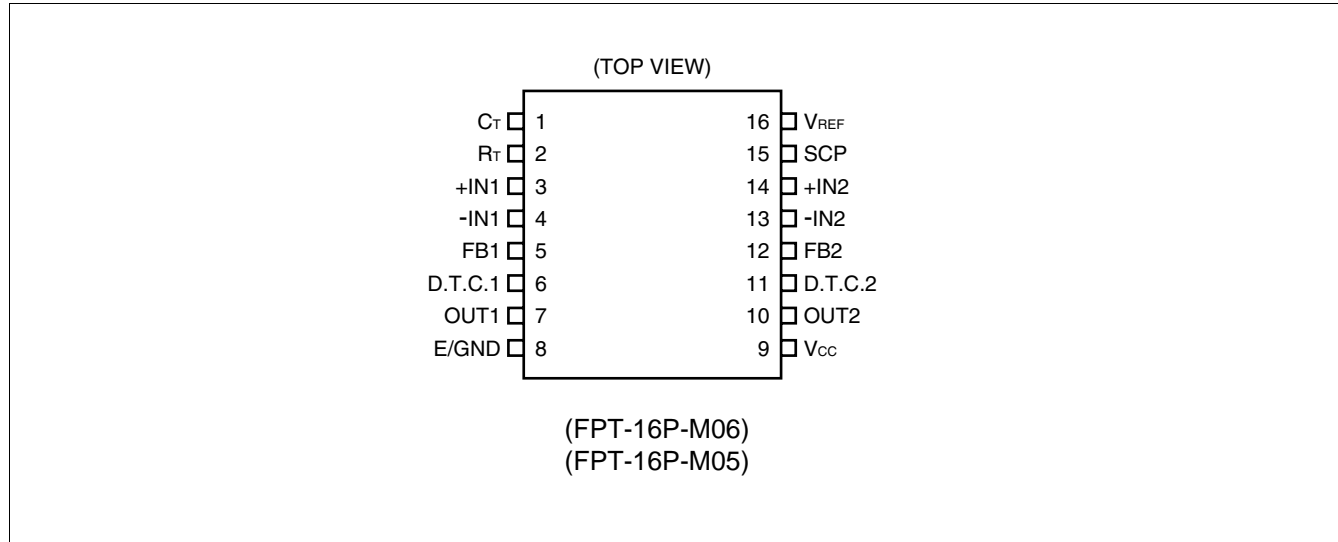 (TOP VIEW)
CT 1 16 VREF
RT 2 15 SCP
+IN1 3 14 +IN2
-IN1 4 13 -IN2
FB1 5 12 FB2
D.T.C.1 6 11 D.T.C.2
OUT1 7 10 OUT2
E/GND 8 9 VCC
(FPT-16P-M06)
(FPT-16P-M05)